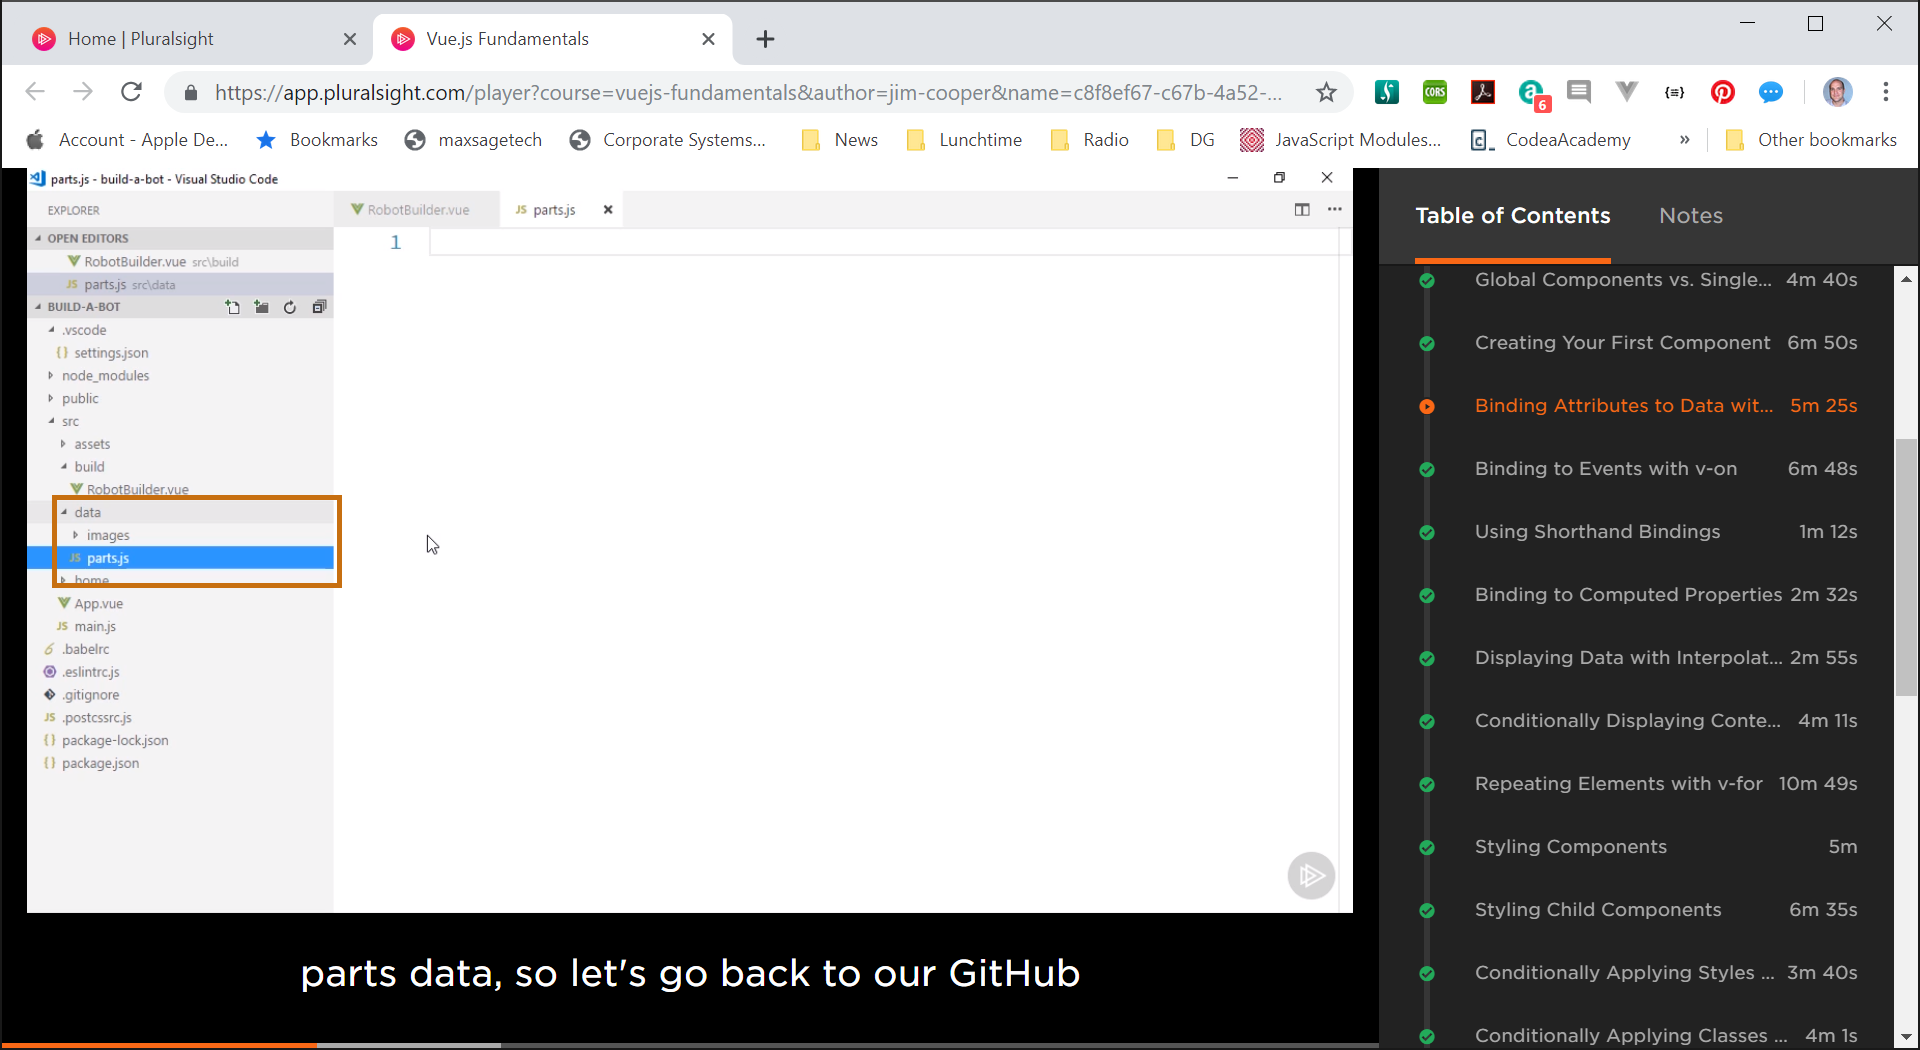 Home | Pluralsight
Vue.js Fundamentals
https://app.pluralsight.com/player?course=vuejs-fundamentals&author=jim-cooper&name=c8f8ef67-c67b-4a52-...
CORS
6
{≡}
Account - Apple De...
Bookmarks
maxsagetech
Corporate Systems...
News
Lunchtime
Radio
DG
JavaScript Modules...
CodeaAcademy
»
Other bookmarks
parts.js - build-a-bot - Visual Studio Code
EXPLORER
RobotBuilder.vue
JS parts.js
OPEN EDITORS
RobotBuilder.vue src\build
JS parts.js src\data
BUILD-A-BOT
.vscode
{} settings.json
node_modules
public
src
assets
build
RobotBuilder.vue
data
images
JS parts.js
home
App.vue
JS main.js
.babelrc
.eslintrc.js
.gitignore
JS .postcssrc.js
{} package-lock.json
{} package.json
1
parts data, so let's go back to our GitHub
Table of Contents
Notes
Global Components vs. Single... 4m 40s
Creating Your First Component 6m 50s
Binding Attributes to Data wit... 5m 25s
Binding to Events with v-on 6m 48s
Using Shorthand Bindings 1m 12s
Binding to Computed Properties 2m 32s
Displaying Data with Interpolat... 2m 55s
Conditionally Displaying Conte... 4m 11s
Repeating Elements with v-for 10m 49s
Styling Components 5m
Styling Child Components 6m 35s
Conditionally Applying Styles ... 3m 40s
Conditionally Applying Classes ... 4m 1s